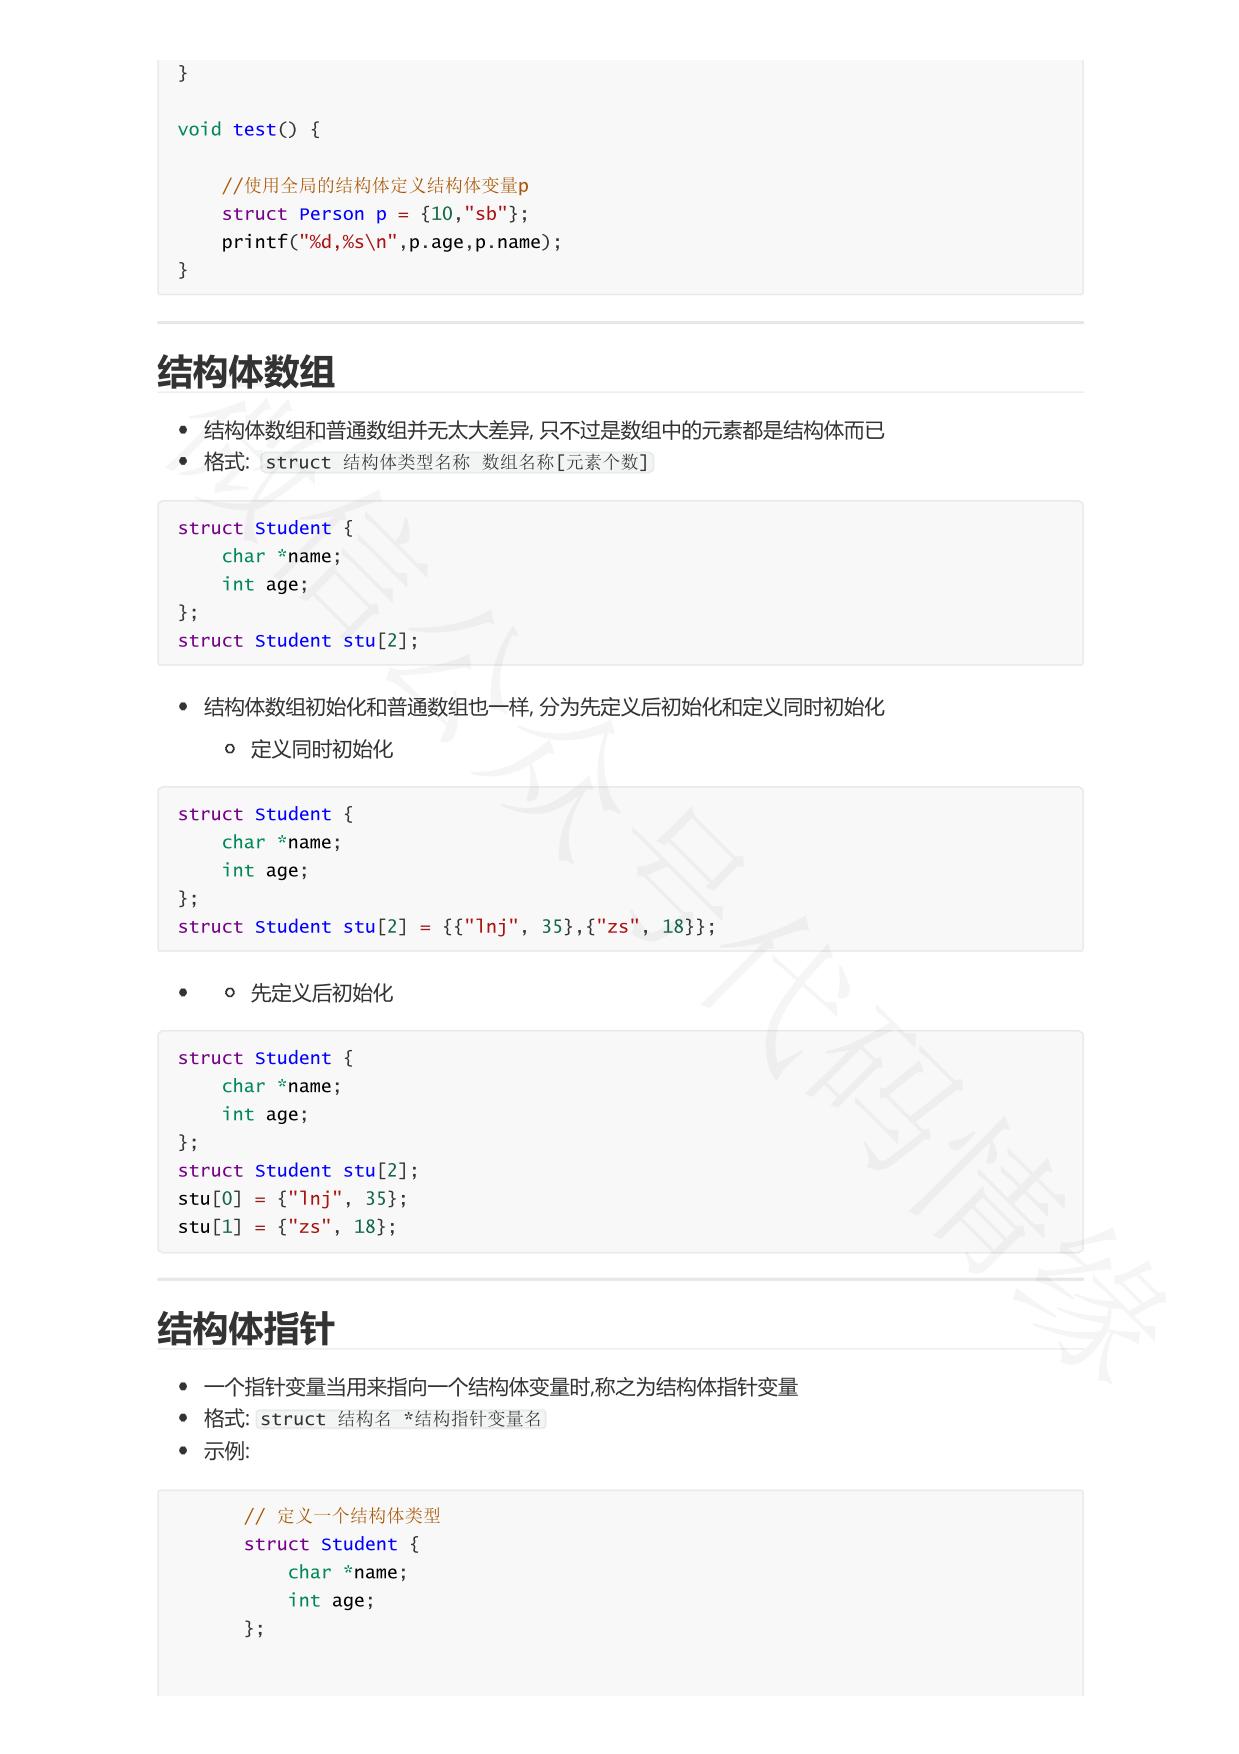 }
void test() {
//使用全局的结构体定义结构体变量p
struct Person p = {10,"sb"};
printf("%d,%s\n",p.age,p.name);
}
结构体数组
结构体数组和普通数组并无太大差异, 只不过是数组中的元素都是结构体而已
格式: struct 结构体类型名称 数组名称[元素个数]
struct Student {
char *name;
int age;
};
struct Student stu[2];
结构体数组初始化和普通数组也一样, 分为先定义后初始化和定义同时初始化
定义同时初始化
struct Student {
char *name;
int age;
};
struct Student stu[2] = {{"lnj", 35},{"zs", 18}};
先定义后初始化
struct Student {
char *name;
int age;
};
struct Student stu[2];
stu[0] = {"lnj", 35};
stu[1] = {"zs", 18};
结构体指针
一个指针变量当用来指向一个结构体变量时,称之为结构体指针变量
格式: struct 结构名 *结构指针变量名
示例:
// 定义一个结构体类型
struct Student {
char *name;
int age;
};
微信公众号代码情缘